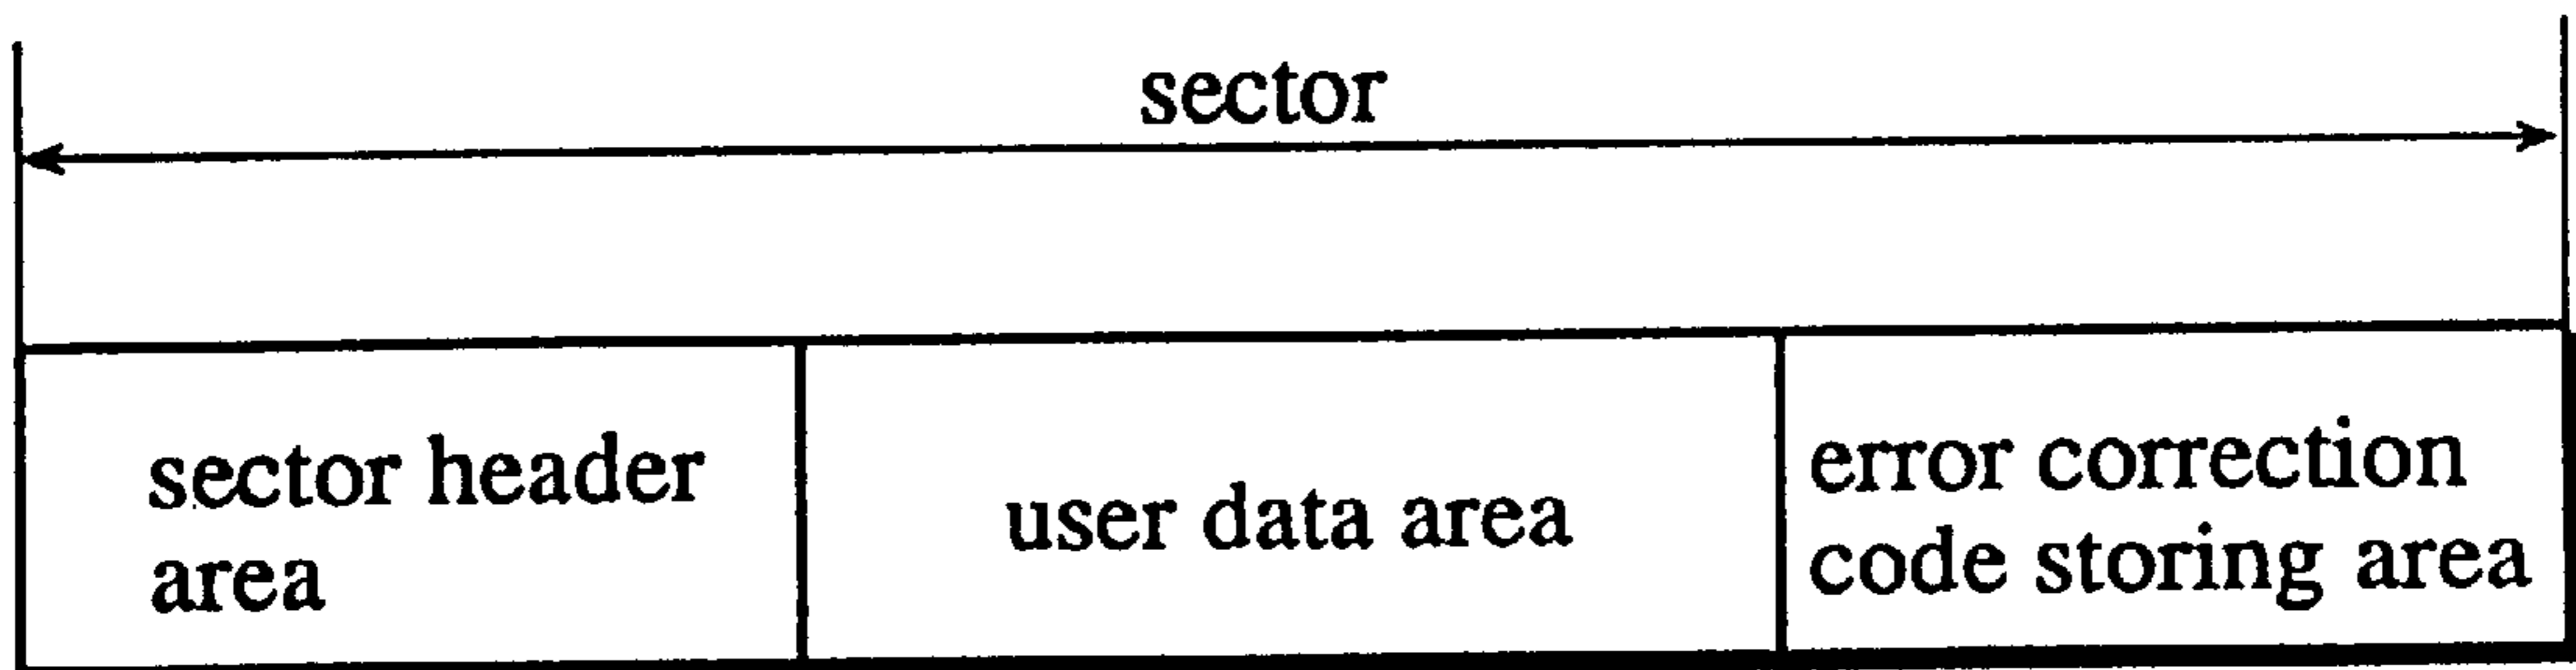 sector
sector header
area
user data area
error correction
code storing area